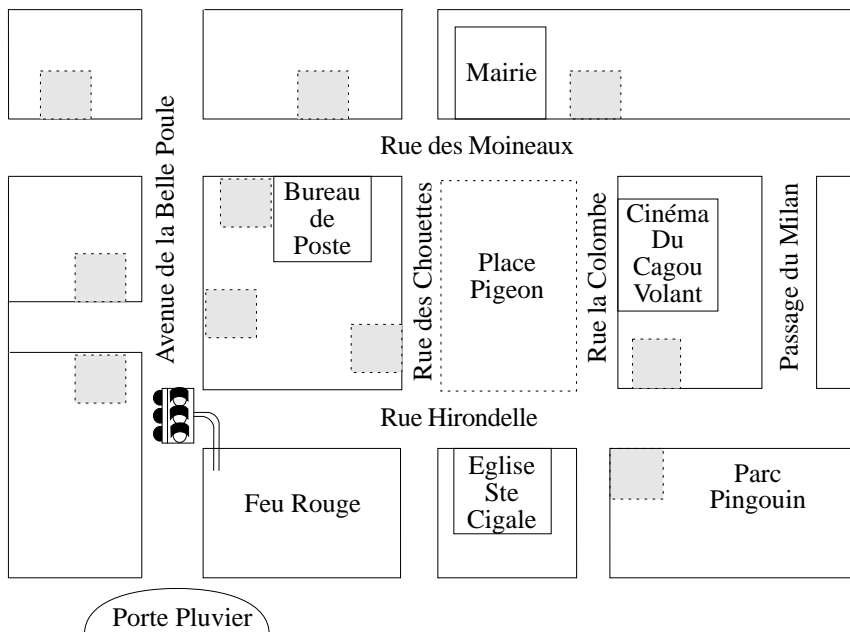 Mairie
Rue des Moineaux
Avenue de la Belle Poule
Bureau
de
Poste
Rue des Chouettes
Place
Pigeon
Rue la Colombe
Cinéma
Du
Cagou
Volant
Passage du Milan
Rue Hirondelle
Feu Rouge
Eglise
Ste
Cigale
Parc
Pingouin
Porte Pluvier